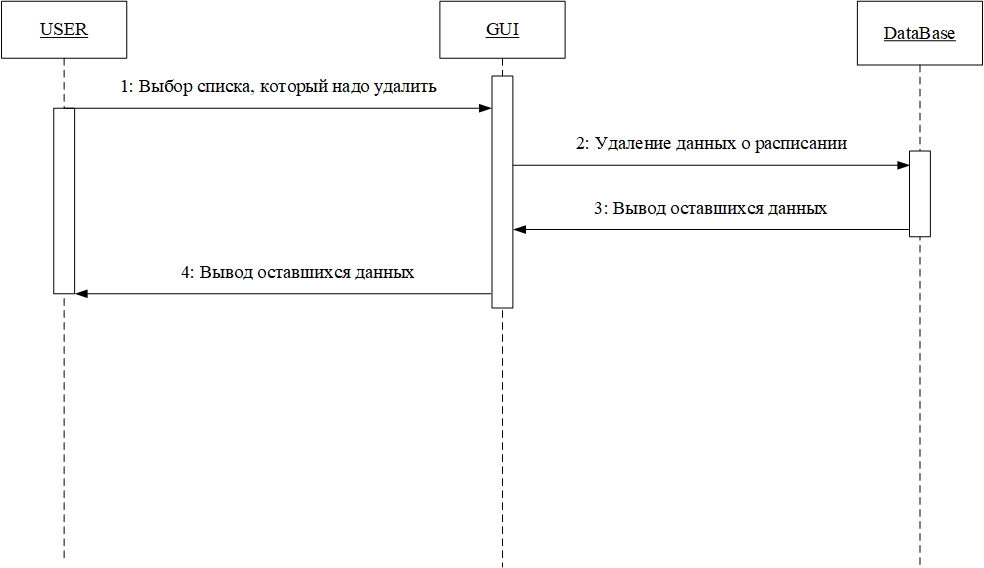 USER
GUI
DataBase
1: Выбор списка, который надо удалить
2: Удаление данных о расписании
3: Вывод оставшихся данных
4: Вывод оставшихся данных